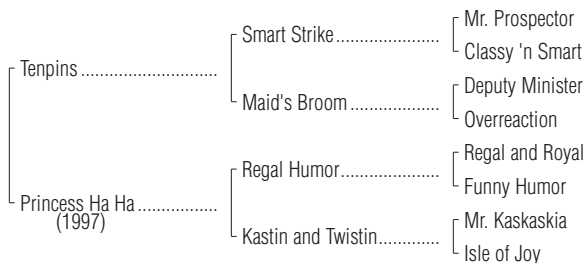 Mr. Prospector
Smart Strike....................
Classy 'n Smart
Tenpins ...............................
Deputy Minister
Maid's Broom ....................
Overreaction
Regal and Royal
Regal Humor...................
Funny Humor
Princess Ha Ha ..................
(1997)
Mr. Kaskaskia
Kastin and Twistin.............
Isle of Joy